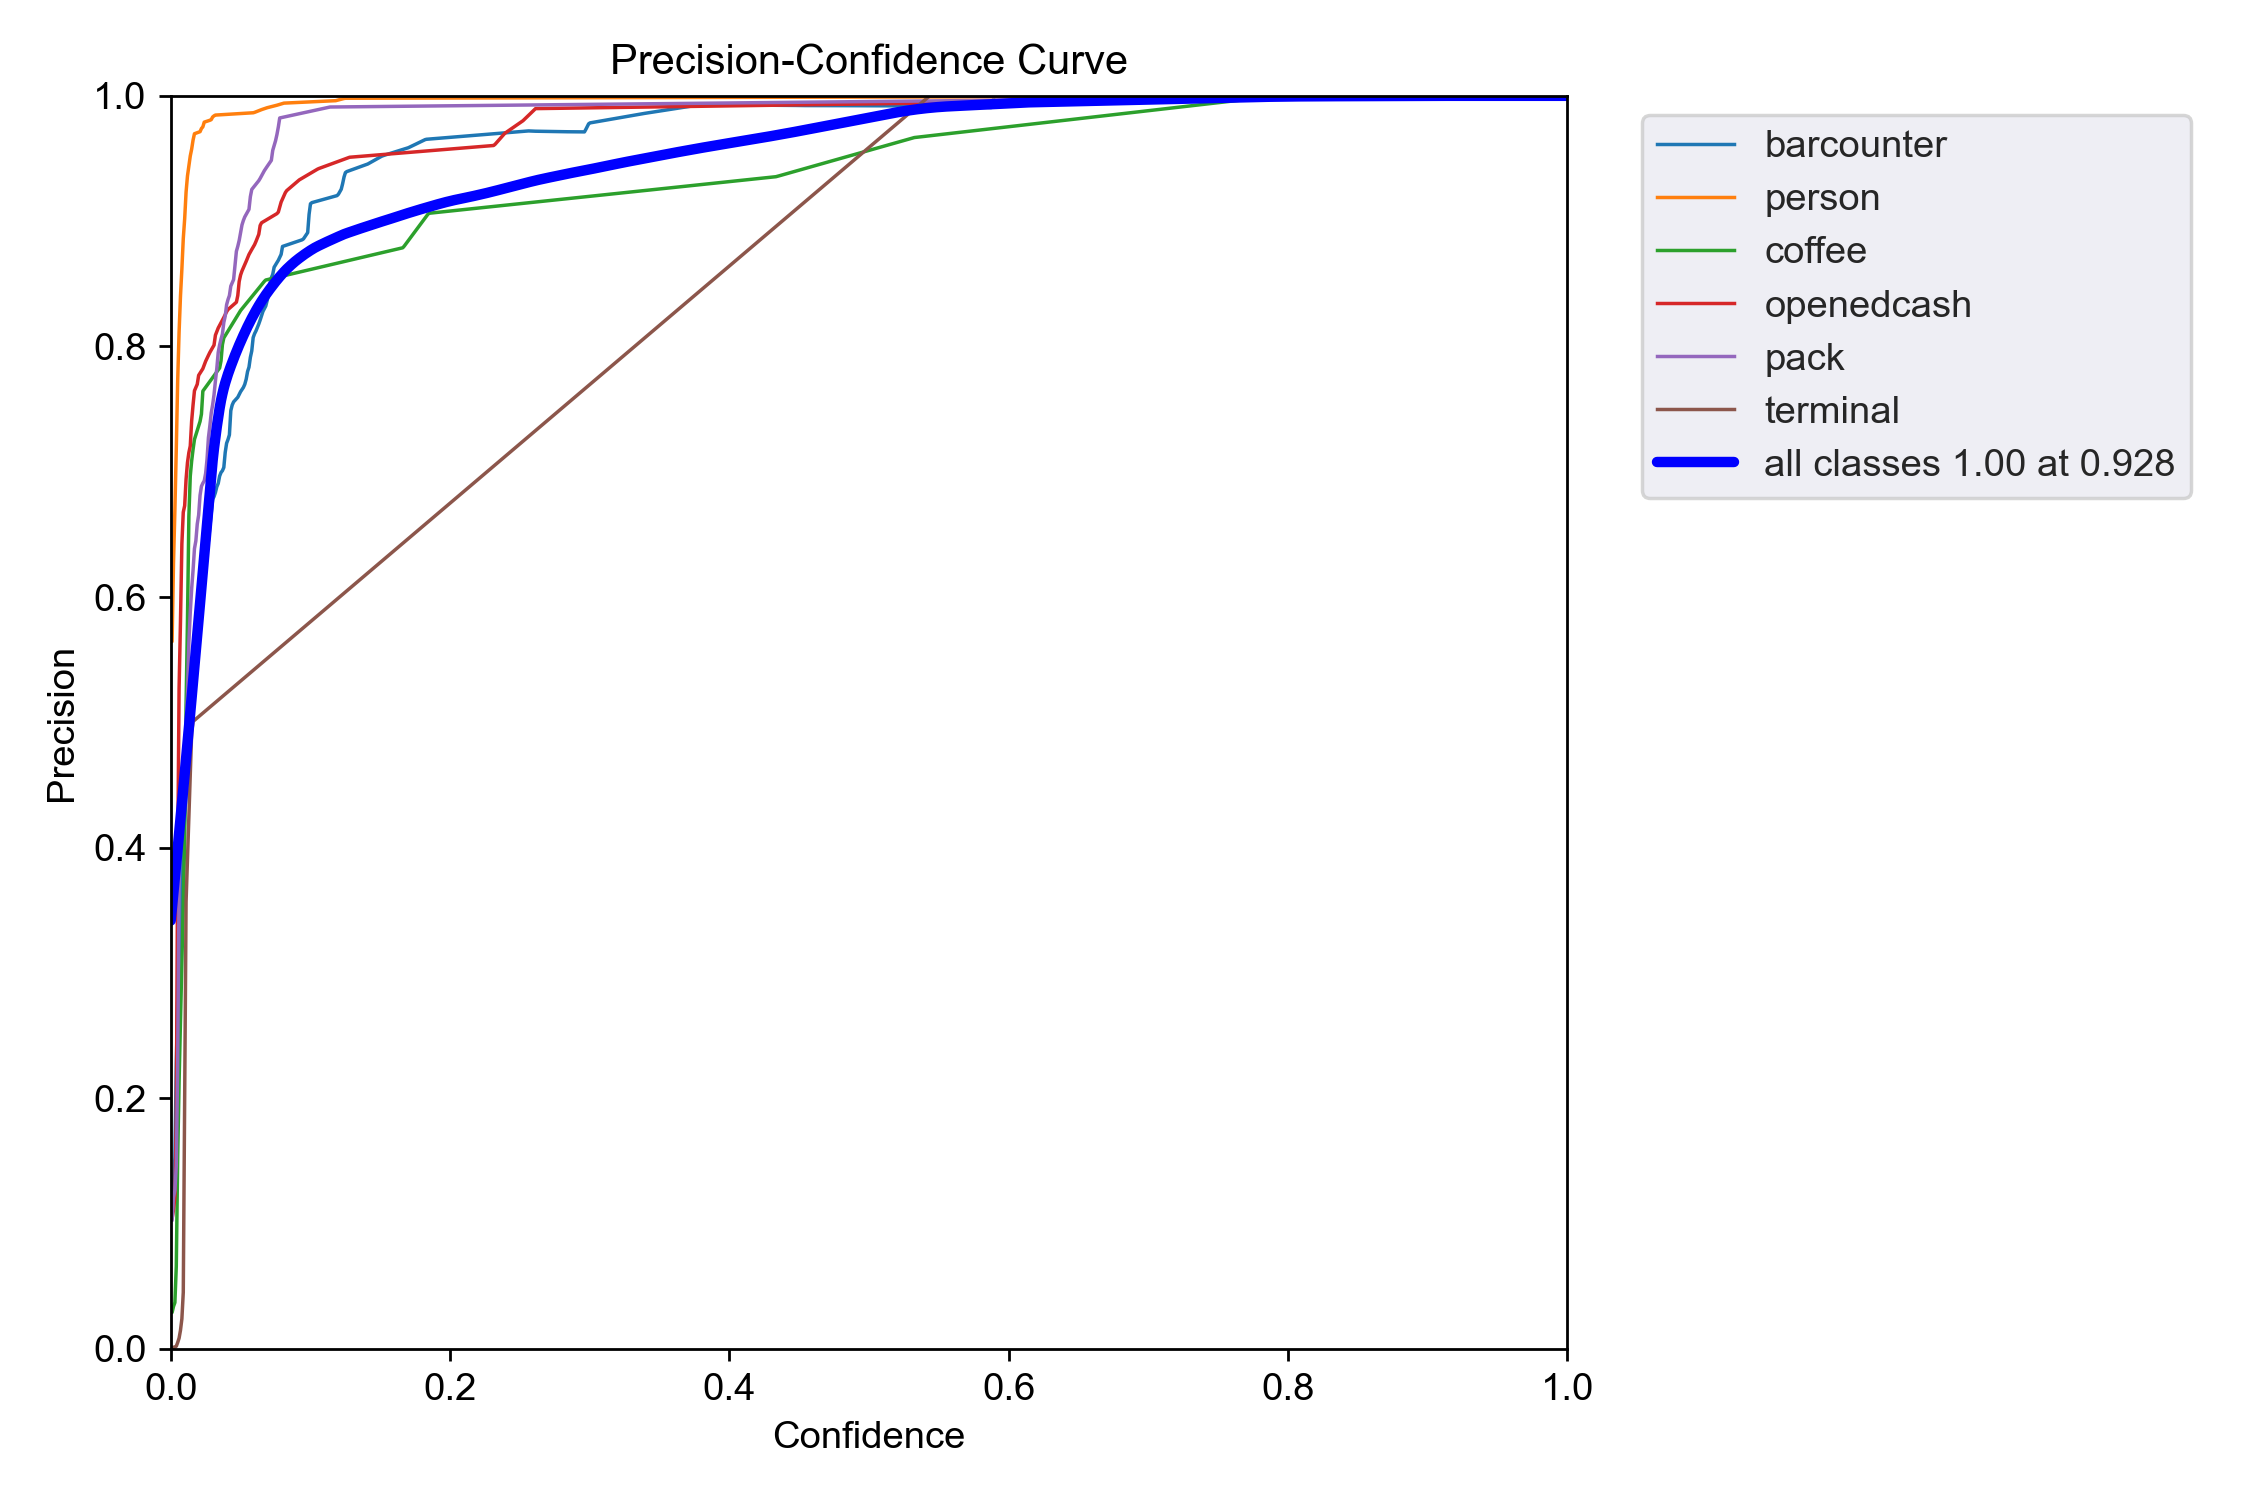 Precision-Confidence Curve
1.0
0.8
0.6
0.4
0.2
0.0
Precision
0.0 0.2 0.4 0.6 0.8 1.0
Confidence
barcounter
person
coffee
openedcash
pack
terminal
all classes 1.00 at 0.928